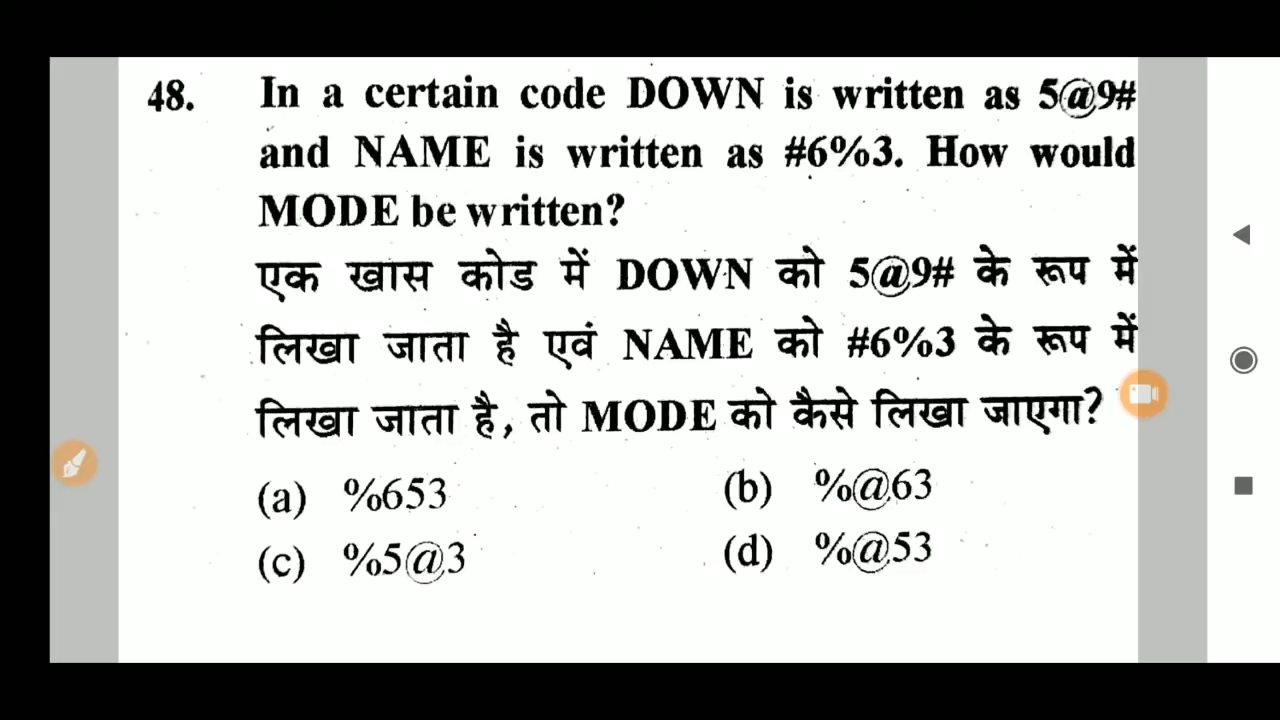 48. In a certain code DOWN is written as 5@9#
and NAME is written as #6%3. How would
MODE be written?
एक खास कोड में DOWN को 5@9# के रूप में
लिखा जाता है एवं NAME को #6%3 के रूप में
लिखा जाता है, तो MODE को कैसे लिखा जाएगा?
(a) %653 (b) %@63
(c) %5@3 (d) %@53